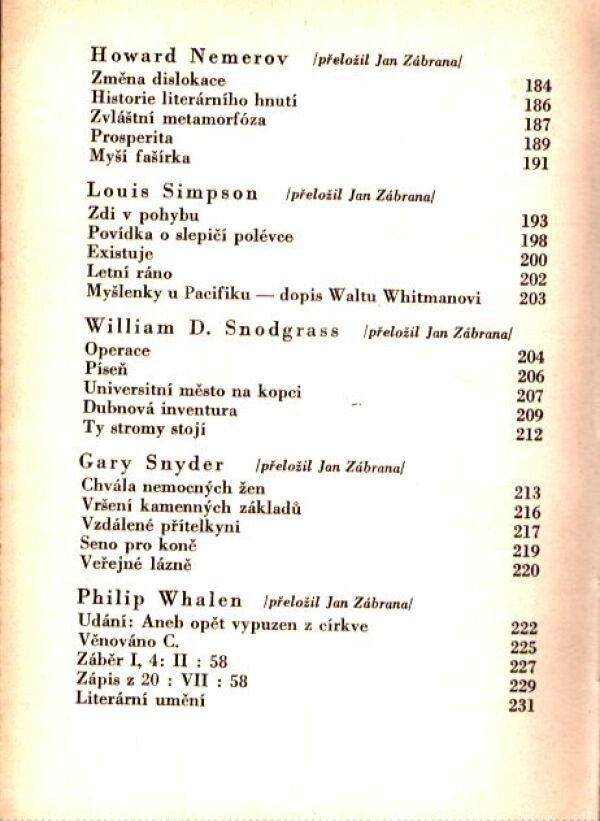 Howard Nemerov /přeložil Jan Zábrana/
Změna dislokace 184
Historie literárního hnutí 186
Zvláštní metamorfóza 187
Prosperita 189
Myší fašírka 191
Louis Simpson /přeložil Jan Zábrana/
Zdi v pohybu 193
Povídka o slepičí polévce 198
Existuje 200
Letní ráno 202
Myšlenky u Pacifiku — dopis Waltu Whitmanovi 203
William D. Snodgrass /přeložil Jan Zábrana/
Operace 204
Píseň 206
Universitní město na kopci 207
Dubnová inventura 209
Ty stromy stojí 212
Gary Snyder /přeložil Jan Zábrana/
Chvála nemocných žen 213
Vršení kamenných základů 216
Vzdálené přítelkyni 217
Seno pro koně 219
Veřejné lázně 220
Philip Whalen /přeložil Jan Zábrana/
Udání: Aneb opět vypuzen z církve 222
Věnováno C. 225
Záběr I, 4: II : 58 227
Zápis z 20 : VII : 58 229
Literární umění 231